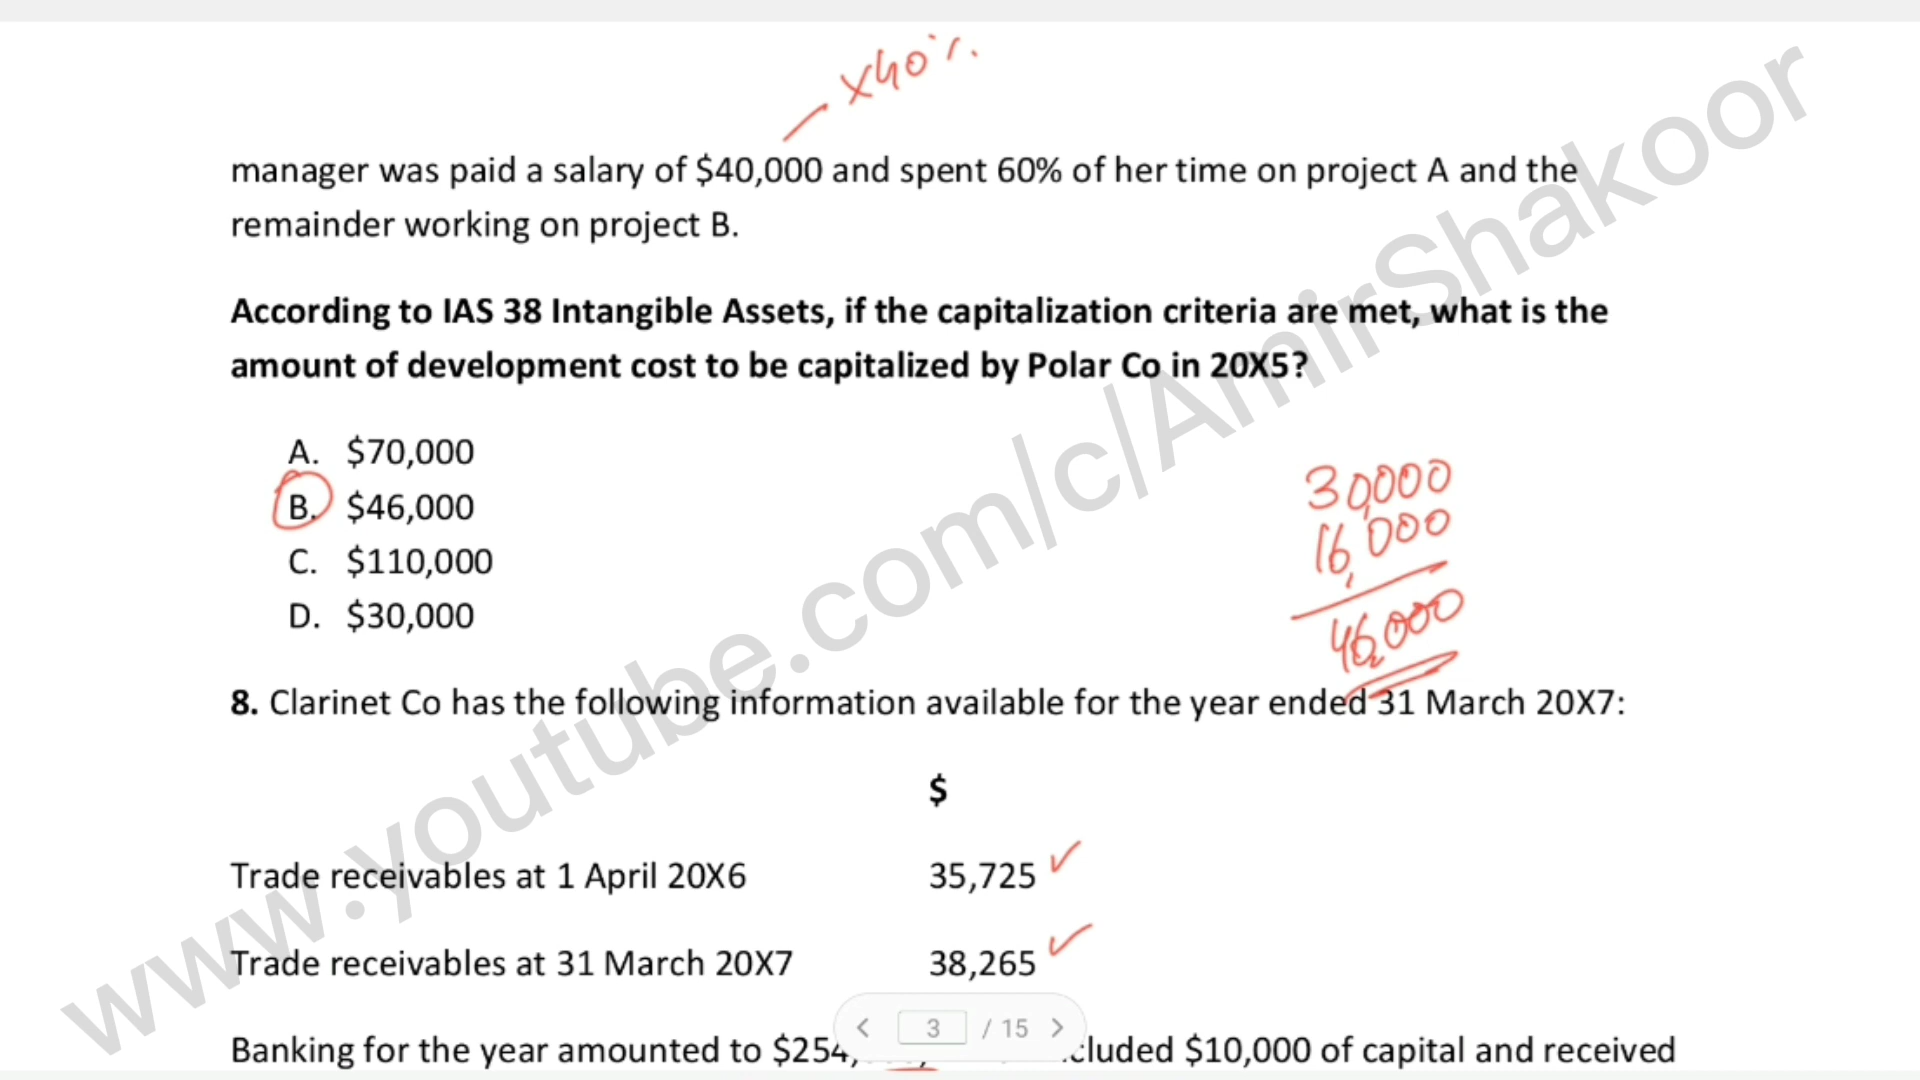 x40%
manager was paid a salary of $40,000 and spent 60% of her time on project A and the
remainder working on project B.
According to IAS 38 Intangible Assets, if the capitalization criteria are met, what is the
amount of development cost to be capitalized by Polar Co in 20X5?
A. $70,000
B. $46,000
C. $110,000
D. $30,000
30,000
16,000
46,000
8. Clarinet Co has the following information available for the year ended 31 March 20X7:
$
Trade receivables at 1 April 20X6 35,725
Trade receivables at 31 March 20X7 38,265
Banking for the year amounted to $254, cluded $10,000 of capital and received
3 / 15
www.youtube.com/c/AmirShakoor